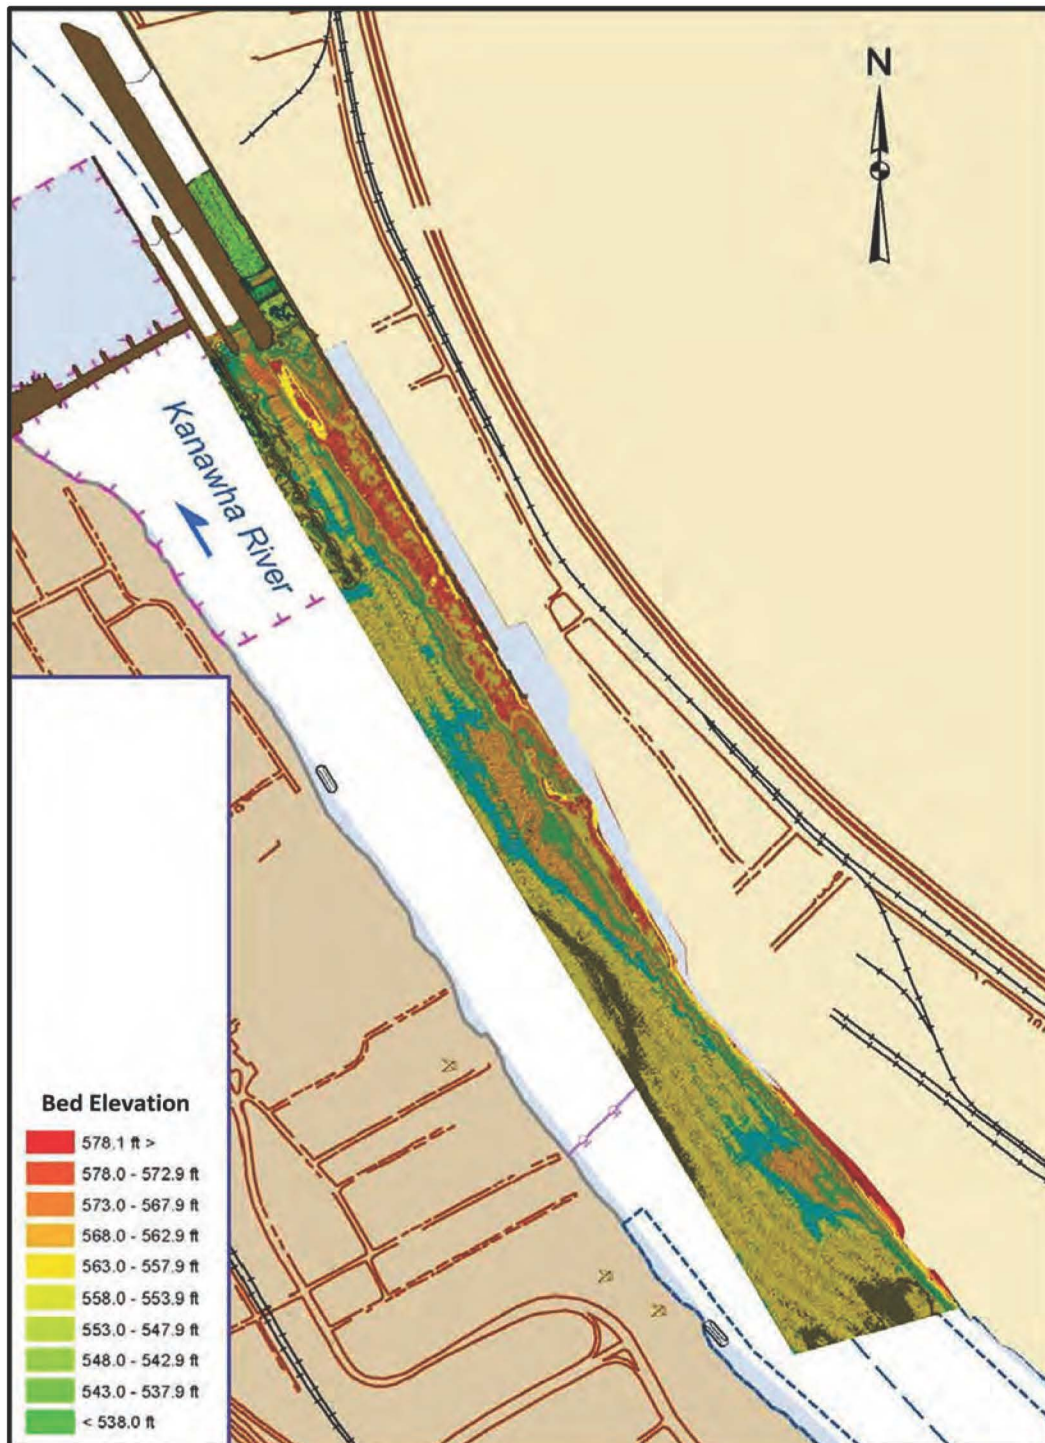 N
Kanawha River
Bed Elevation
578.1 ft >
578.0 - 572.9 ft
573.0 - 567.9 ft
568.0 - 562.9 ft
563.0 - 557.9 ft
558.0 - 553.9 ft
553.0 - 547.9 ft
548.0 - 542.9 ft
543.0 - 537.9 ft
< 538.0 ft